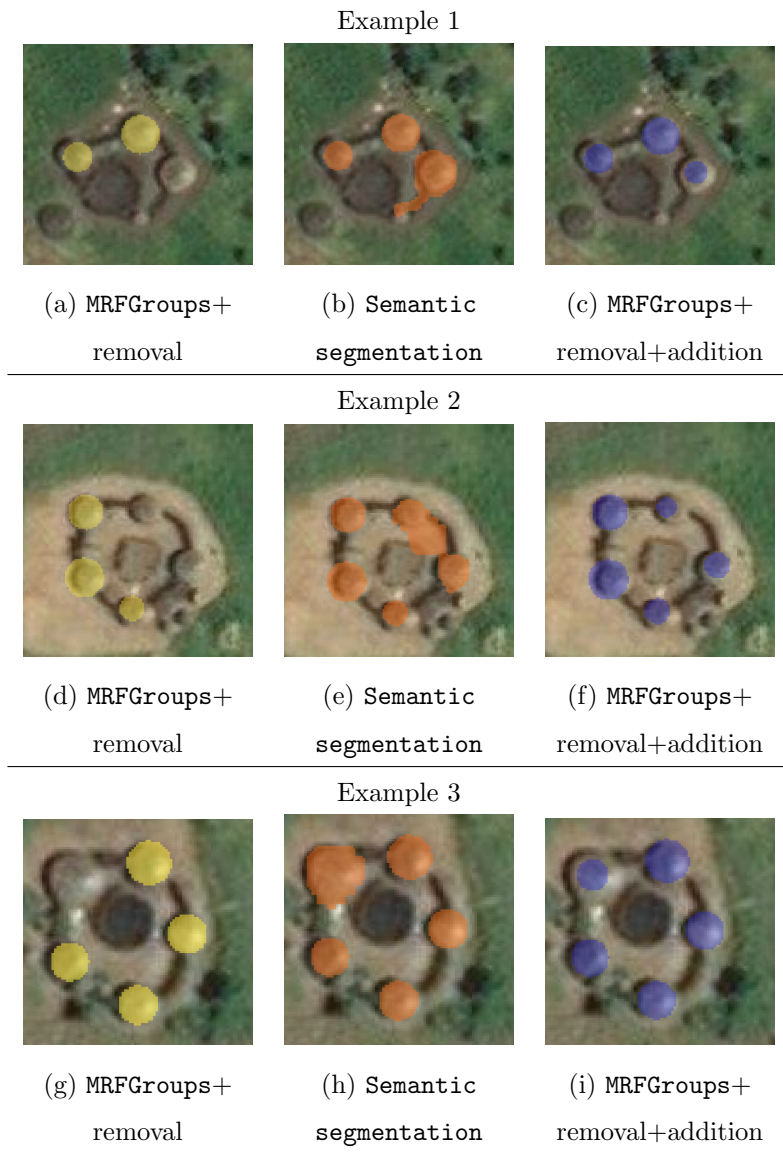 Example 1
(a) MRFGroups+ (b) Semantic (c) MRFGroups+
removal segmentation removal+addition
Example 2
(d) MRFGroups+ (e) Semantic (f) MRFGroups+
removal segmentation removal+addition
Example 3
(g) MRFGroups+ (h) Semantic (i) MRFGroups+
removal segmentation removal+addition